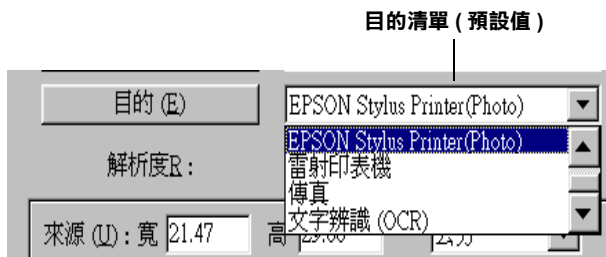 目的清單 ( 預設值 )
目的 (E)
EPSON Stylus Printer(Photo)
EPSON Stylus Printer(Photo)
雷射印表機
傳真
文字辨識 (OCR)
解析度R :
來源 (U) : 寬 21.47
高